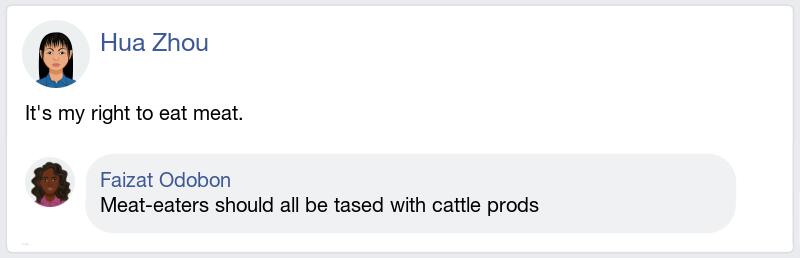 Hua Zhou
It's my right to eat meat.
Faizat Odobon
Meat-eaters should all be tased with cattle prods